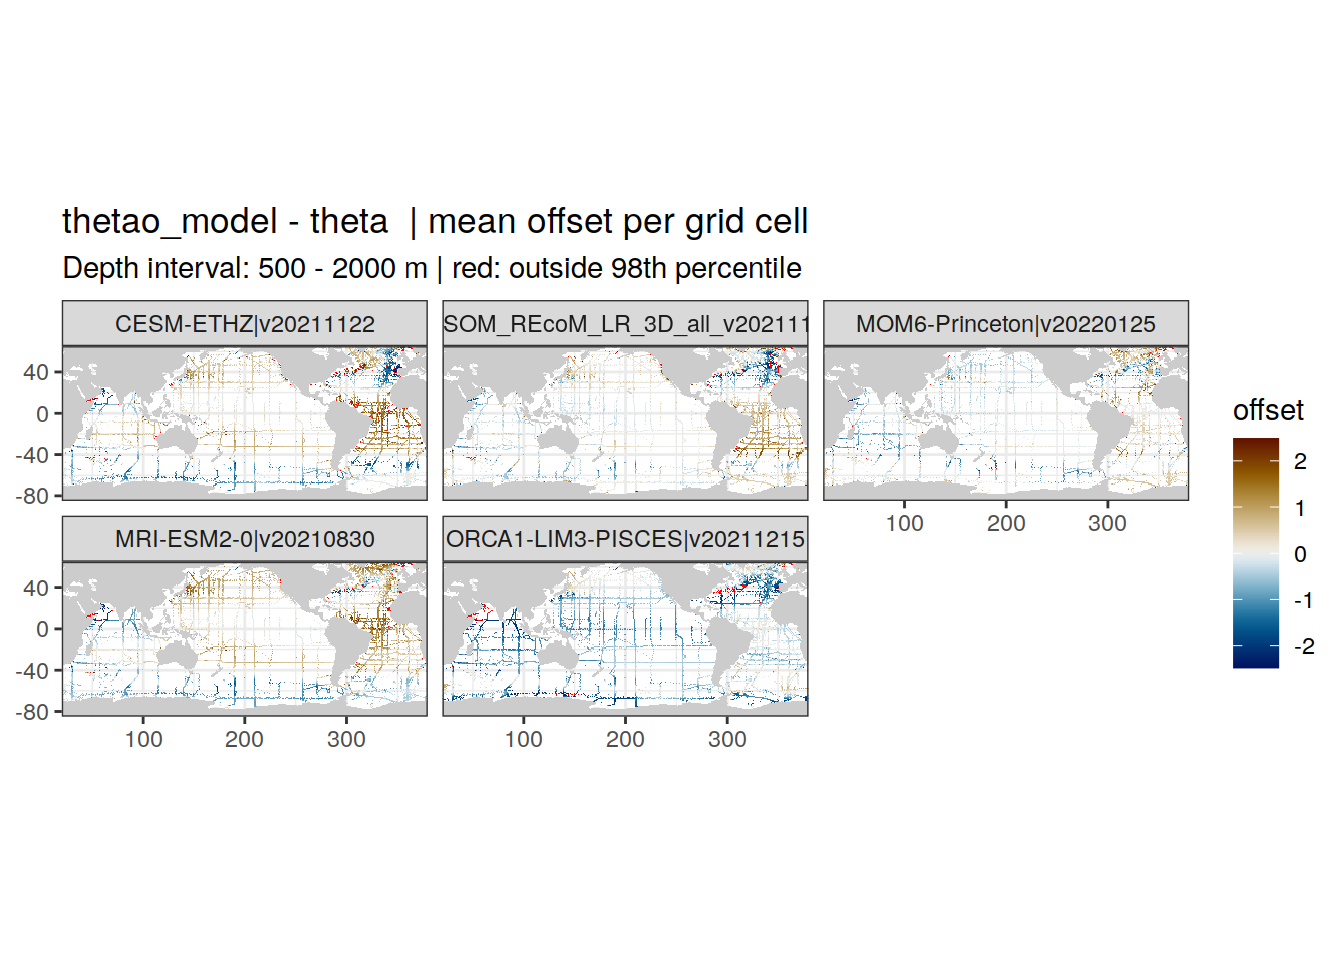 thetao_model - theta  | mean offset per grid cell
Depth interval: 500 - 2000 m | red: outside 98th percentile
CESM-ETHZ|v20211122
SOM_REcoM_LR_3D_all_v202111
MOM6-Princeton|v20220125
40
0
-40
-80
100 200 300
MRI-ESM2-0|v20210830
ORCA1-LIM3-PISCES|v20211215
40
0
-40
-80
100 200 300
100 200 300
offset
2
1
0
-1
-2